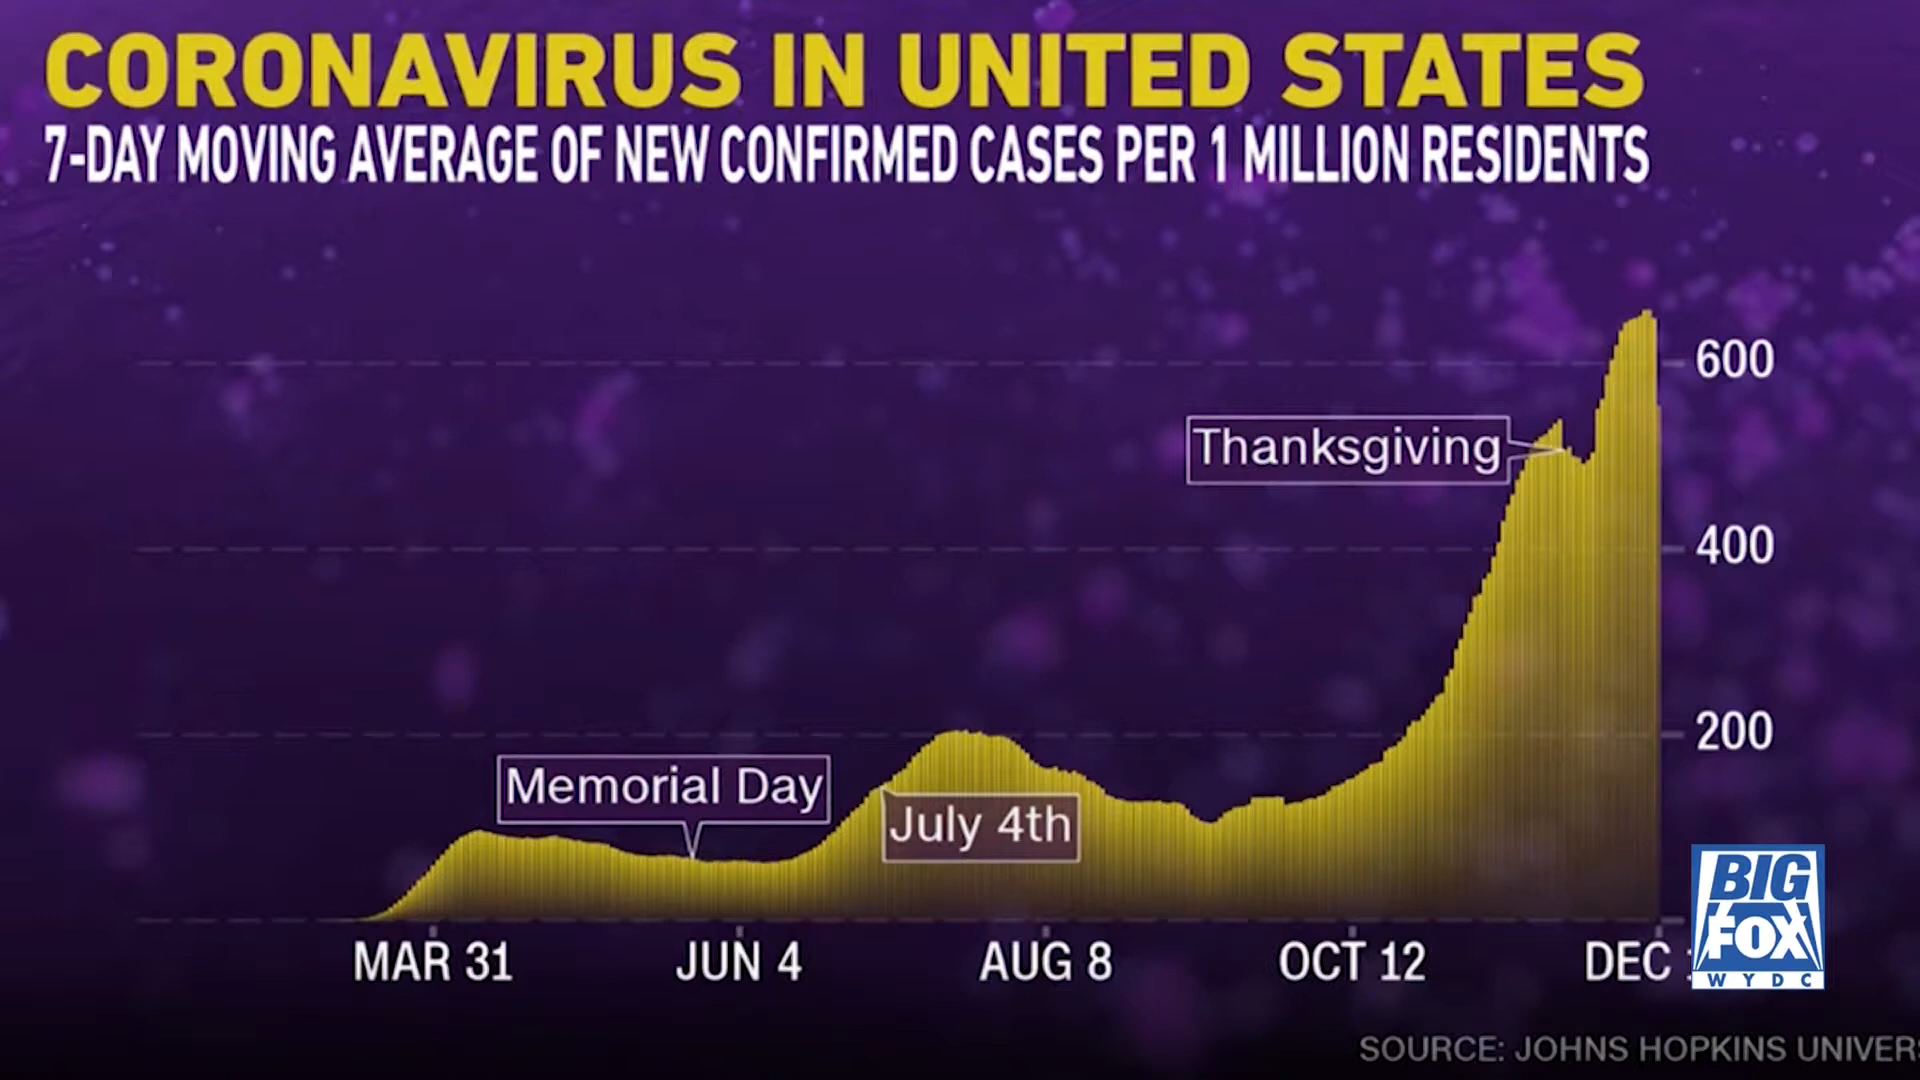 CORONAVIRUS IN UNITED STATES
7-DAY MOVING AVERAGE OF NEW CONFIRMED CASES PER 1 MILLION RESIDENTS
600
Thanksgiving
400
200
Memorial Day
July 4th
MAR 31
JUN 4
AUG 8
OCT 12
DEC
BIG
FOX
WYDC
SOURCE: JOHNS HOPKINS